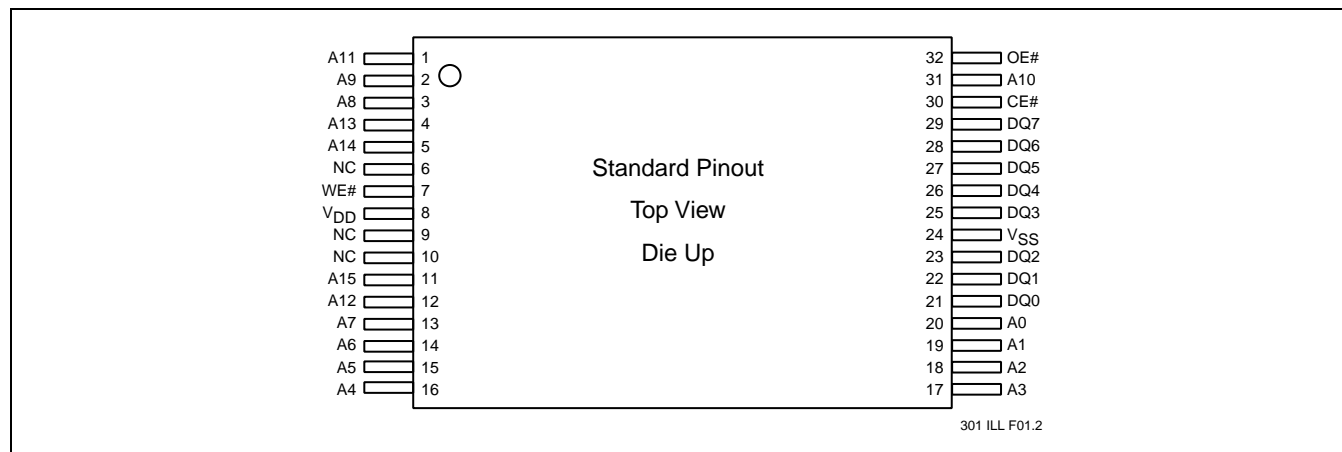 A11 1 32 OE#
A9 2 31 A10
A8 3 30 CE#
A13 4 29 DQ7
A14 5 28 DQ6
NC 6 27 DQ5
WE# 7 26 DQ4
VDD 8 25 DQ3
NC 9 24 VSS
NC 10 23 DQ2
A15 11 22 DQ1
A12 12 21 DQ0
A7 13 20 A0
A6 14 19 A1
A5 15 18 A2
A4 16 17 A3
Standard Pinout
Top View
Die Up
301 ILL F01.2